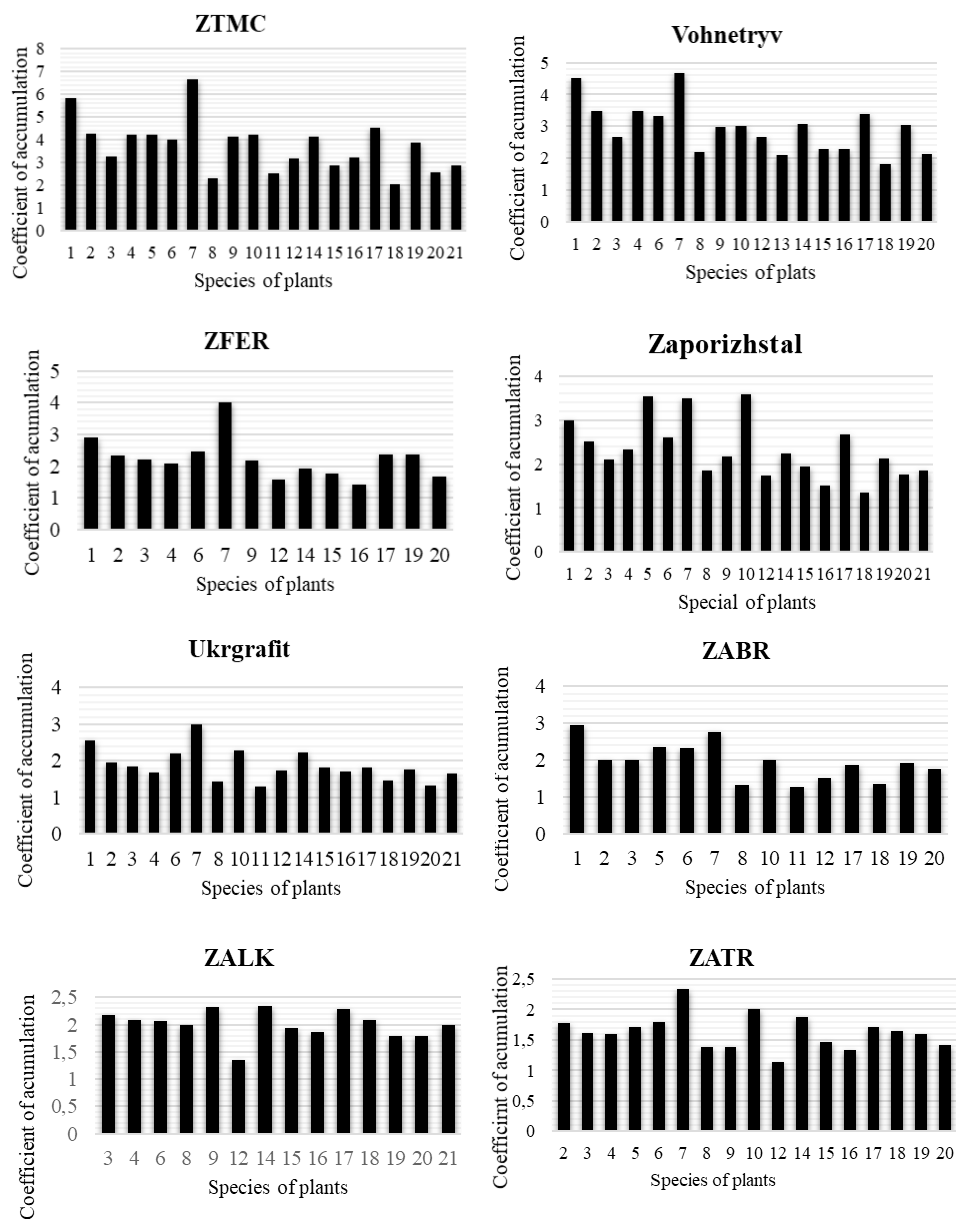 ZTMC
Coefficient of accumulation
8
7
6
5
4
3
2
1
0
1 2 3 4 5 6 7 8 9 10 11 12 14 15 16 17 18 19 20 21
Species of plants
Vohnetryv
Coefficient of acumulation
5
4
3
2
1
0
1 2 3 4 6 7 8 9 10 12 13 14 15 16 17 18 19 20
Species of plats
ZFER
Coefficient of acumulation
5
4
3
2
1
0
1 2 3 4 6 7 9 12 14 15 16 17 19 20
Species of plants
Zaporizhstal
Coefficient of acumulation
4
3
2
1
0
1 2 3 4 5 6 7 8 9 10 12 14 15 16 17 18 19 20 21
Special of plants
Ukrgrafit
Coefficient of accumulation
4
3
2
1
0
1 2 3 4 6 7 8 10 11 12 14 15 16 17 18 19 20 21
Species of plants
ZABR
Coefficient of acumulation
4
3
2
1
0
1 2 3 5 6 7 8 10 11 12 17 18 19 20
Species of plants
ZALK
Coefficient of acumulation
2,5
2
1,5
1
0,5
0
3 4 6 8 9 12 14 15 16 17 18 19 20 21
Species of plants
ZATR
Coefficirnt of acumulation
2,5
2
1,5
1
0,5
0
2 3 4 5 6 7 8 9 10 12 14 15 16 17 18 19 20
Species of plants